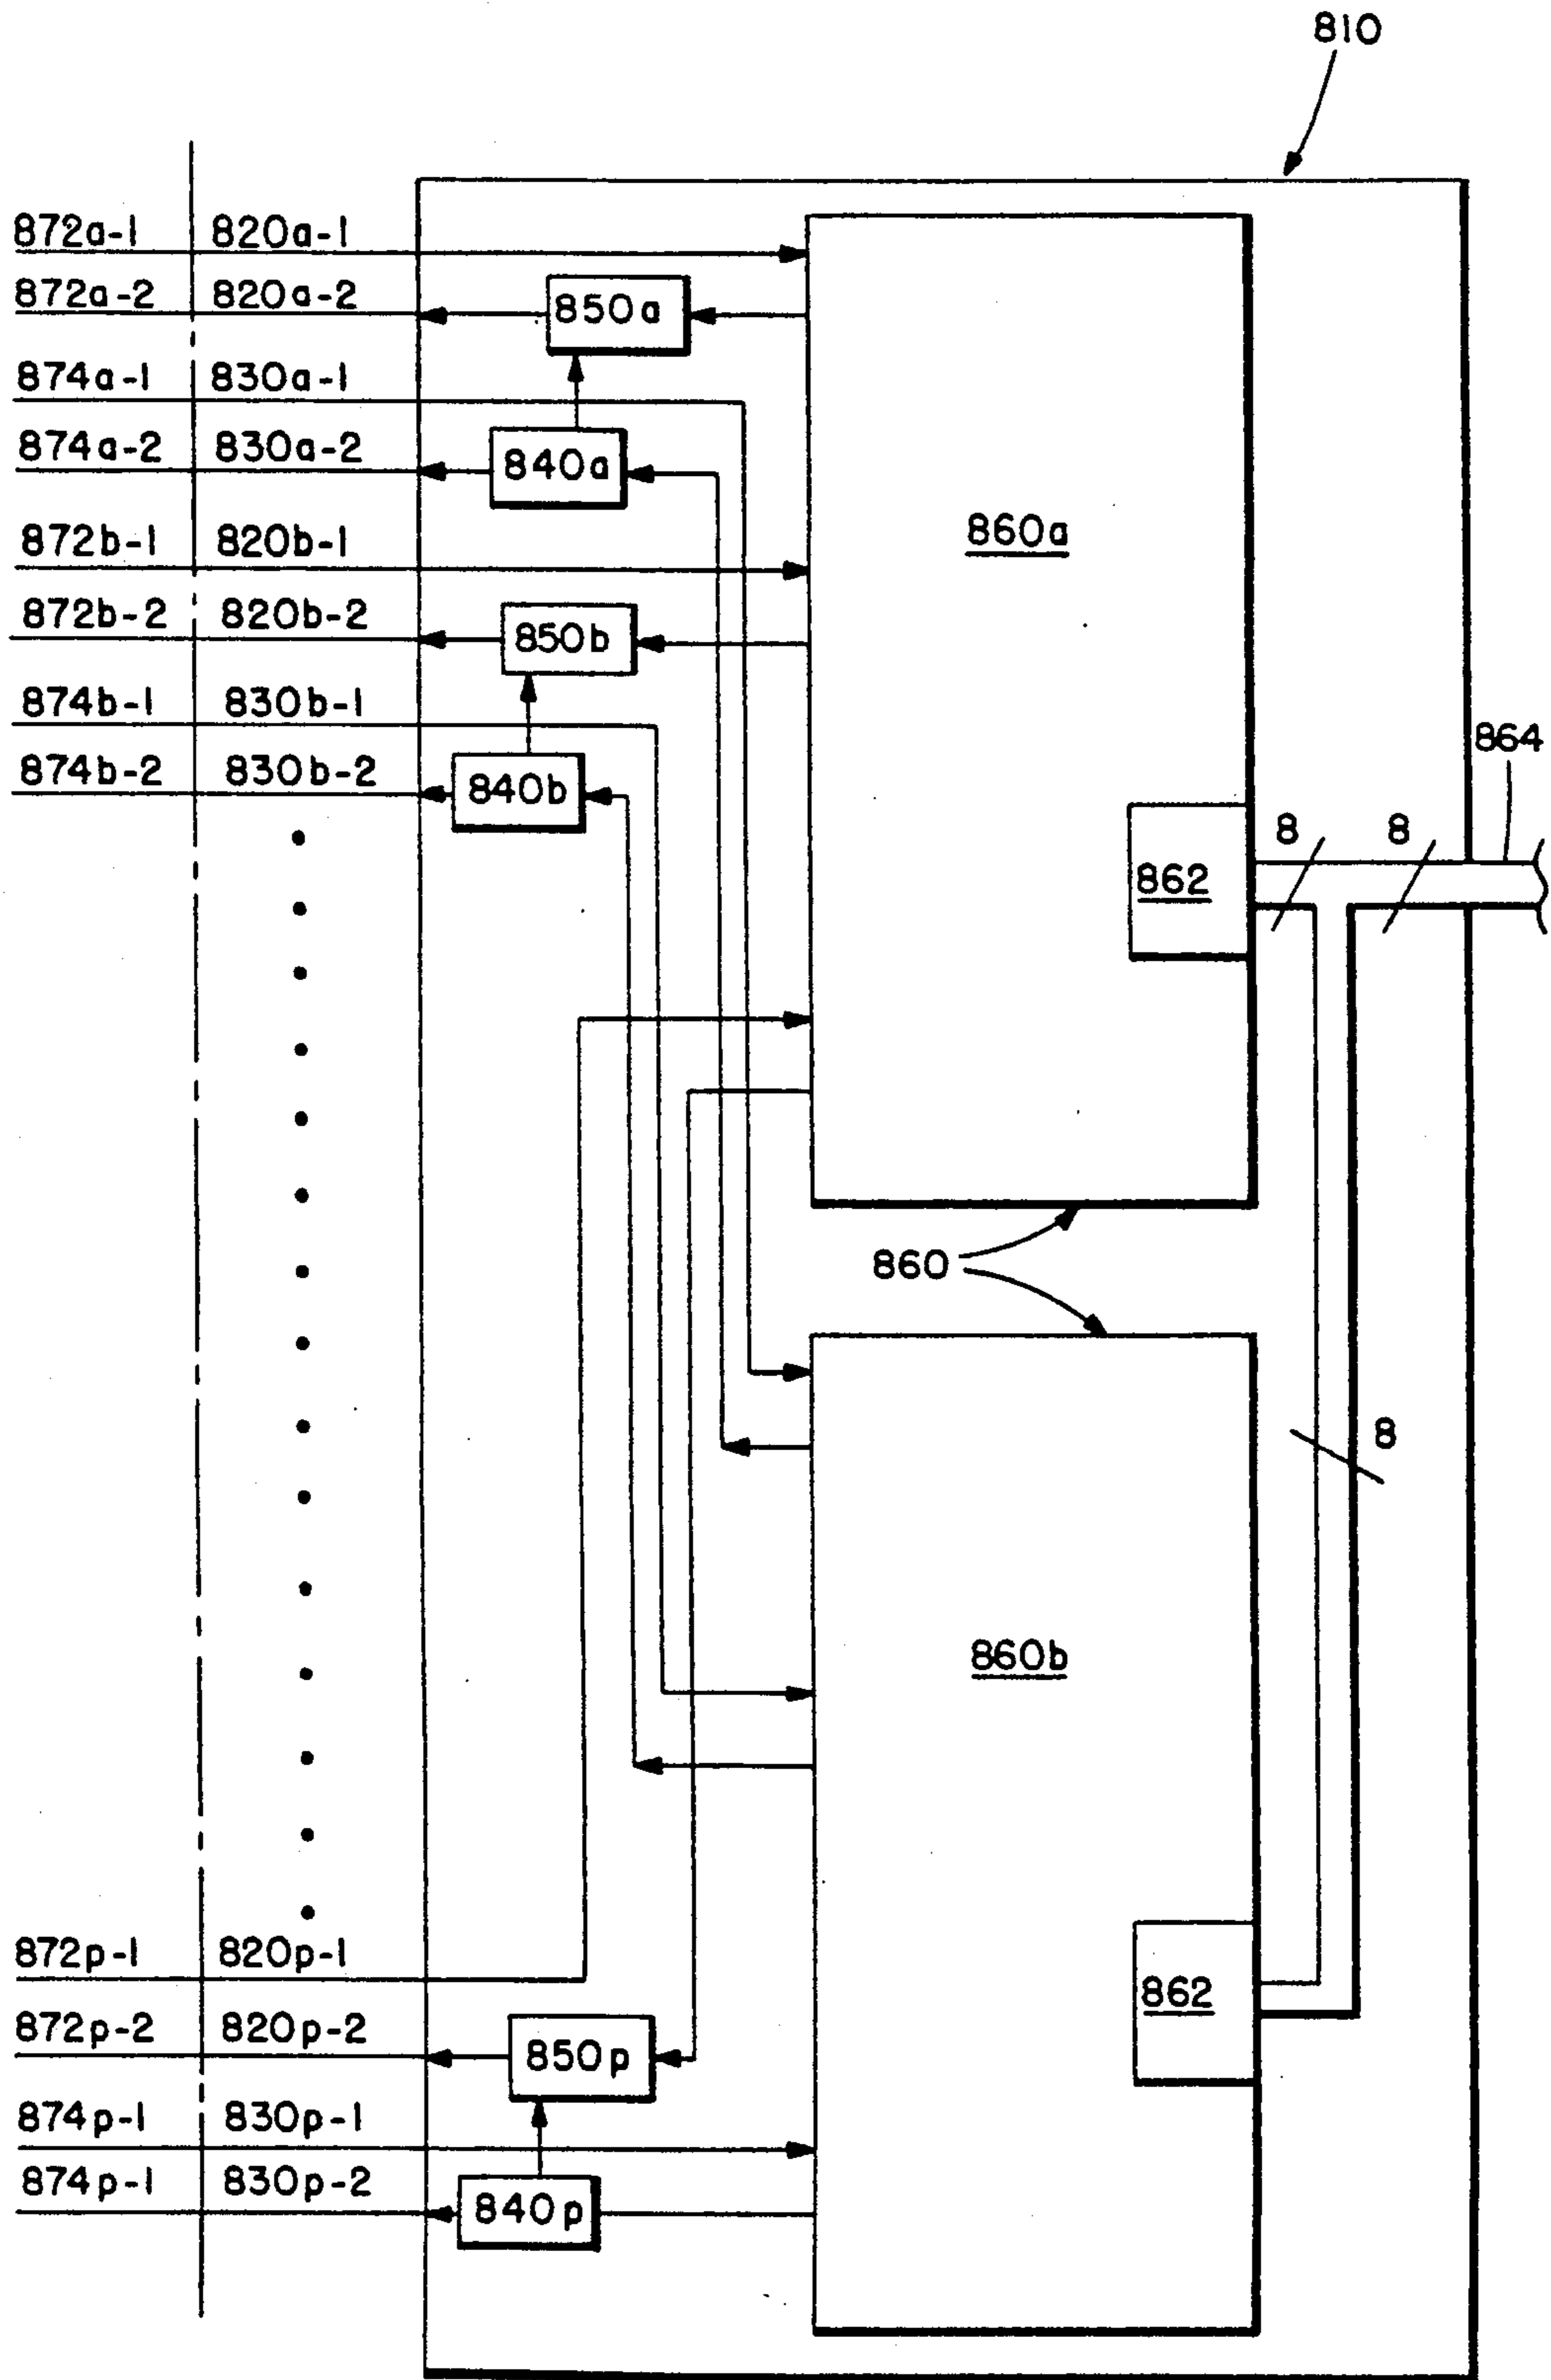 810
872a-1 820a-1
872a-2 820a-2 850a
874a-1 830a-1
874a-2 830a-2 840a
860a
872b-1 820b-1
872b-2 820b-2 850b
874b-1 830b-1
874b-2 830b-2 840b
864
8 8
862
860
8
860b
872p-1 820p-1
862
872p-2 820p-2 850p
874p-1 830p-1
874p-1 830p-2 840p